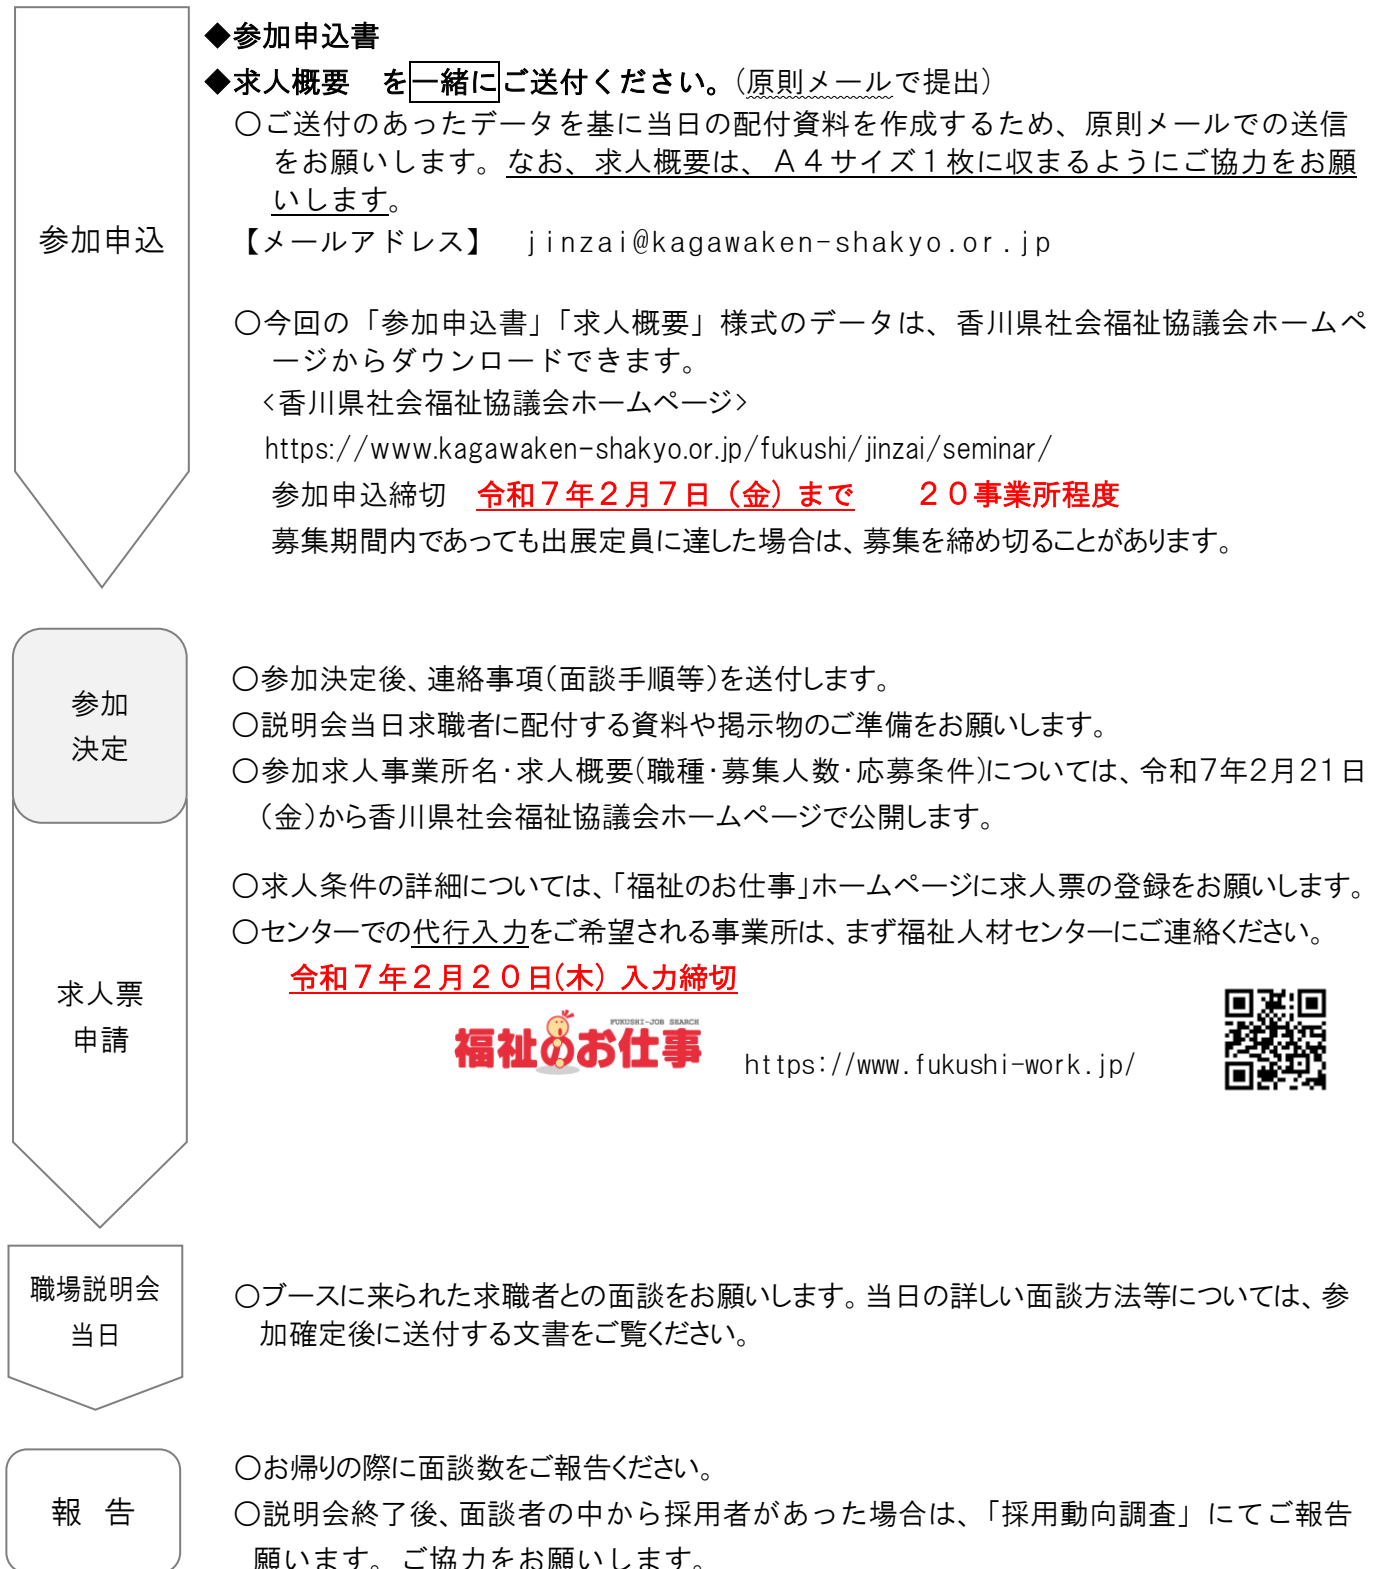 ◆参加申込書
◆求人概要　を一緒にご送付ください。（原則メールで提出）
○ご送付のあったデータを基に当日の配付資料を作成するため、原則メールでの送信
をお願いします。なお、求人概要は、Ａ４サイズ１枚に収まるようにご協力をお願
いします。
参加申込
【メールアドレス】　jinzai@kagawaken-shakyo.or.jp
○今回の「参加申込書」「求人概要」様式のデータは、香川県社会福祉協議会ホームペ
ージからダウンロードできます。
＜香川県社会福祉協議会ホームページ＞
https://www.kagawaken-shakyo.or.jp/fukushi/jinzai/seminar/
参加申込締切　令和７年２月７日（金）まで　　２０事業所程度
募集期間内であっても出展定員に達した場合は、募集を締め切ることがあります。
参加
決定
○参加決定後、連絡事項（面談手順等）を送付します。
○説明会当日求職者に配付する資料や掲示物のご準備をお願いします。
○参加求人事業所名・求人概要(職種・募集人数・応募条件)については、令和7年2月21日
（金）から香川県社会福祉協議会ホームページで公開します。
○求人条件の詳細については、「福祉のお仕事」ホームページに求人票の登録をお願いします。
○センターでの代行入力をご希望される事業所は、まず福祉人材センターにご連絡ください。
令和７年２月２０日(木) 入力締切
求人票
申請
FUKUSHI-JOB SEARCH
福祉のお仕事
https://www.fukushi-work.jp/
職場説明会
当日
○ブースに来られた求職者との面談をお願いします。当日の詳しい面談方法等については、参
加確定後に送付する文書をご覧ください。
報　告
○お帰りの際に面談数をご報告ください。
○説明会終了後、面談者の中から採用者があった場合は、「採用動向調査」にてご報告
願います。ご協力をお願いします。